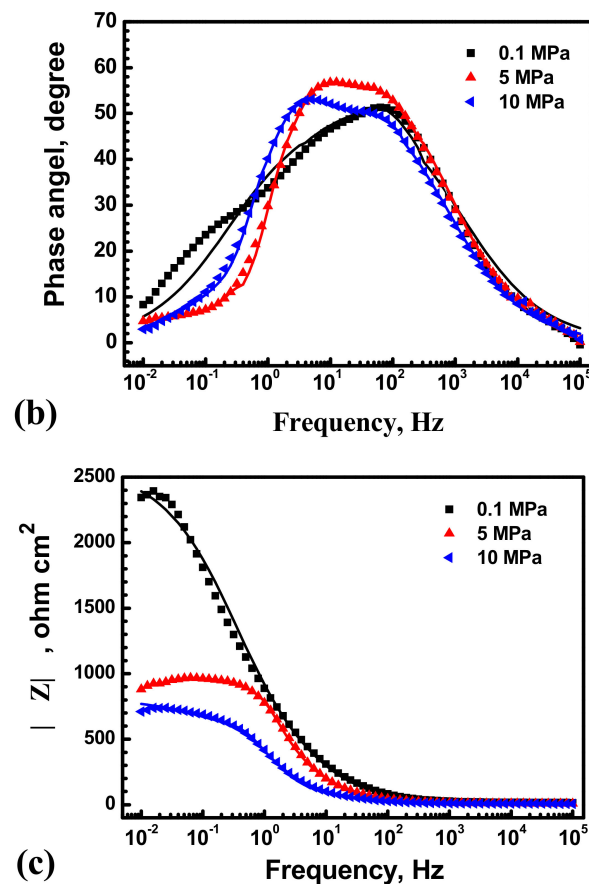 70
60
50
40
30
20
10
0
Phase angel, degree
0.1 MPa
5 MPa
10 MPa
10⁻² 10⁻¹ 10⁰ 10¹ 10² 10³ 10⁴ 10⁵
Frequency, Hz
(b)
2500
2000
1500
1000
500
0
| Z| , ohm cm²
0.1 MPa
5 MPa
10 MPa
10⁻² 10⁻¹ 10⁰ 10¹ 10² 10³ 10⁴ 10⁵
Frequency, Hz
(c)